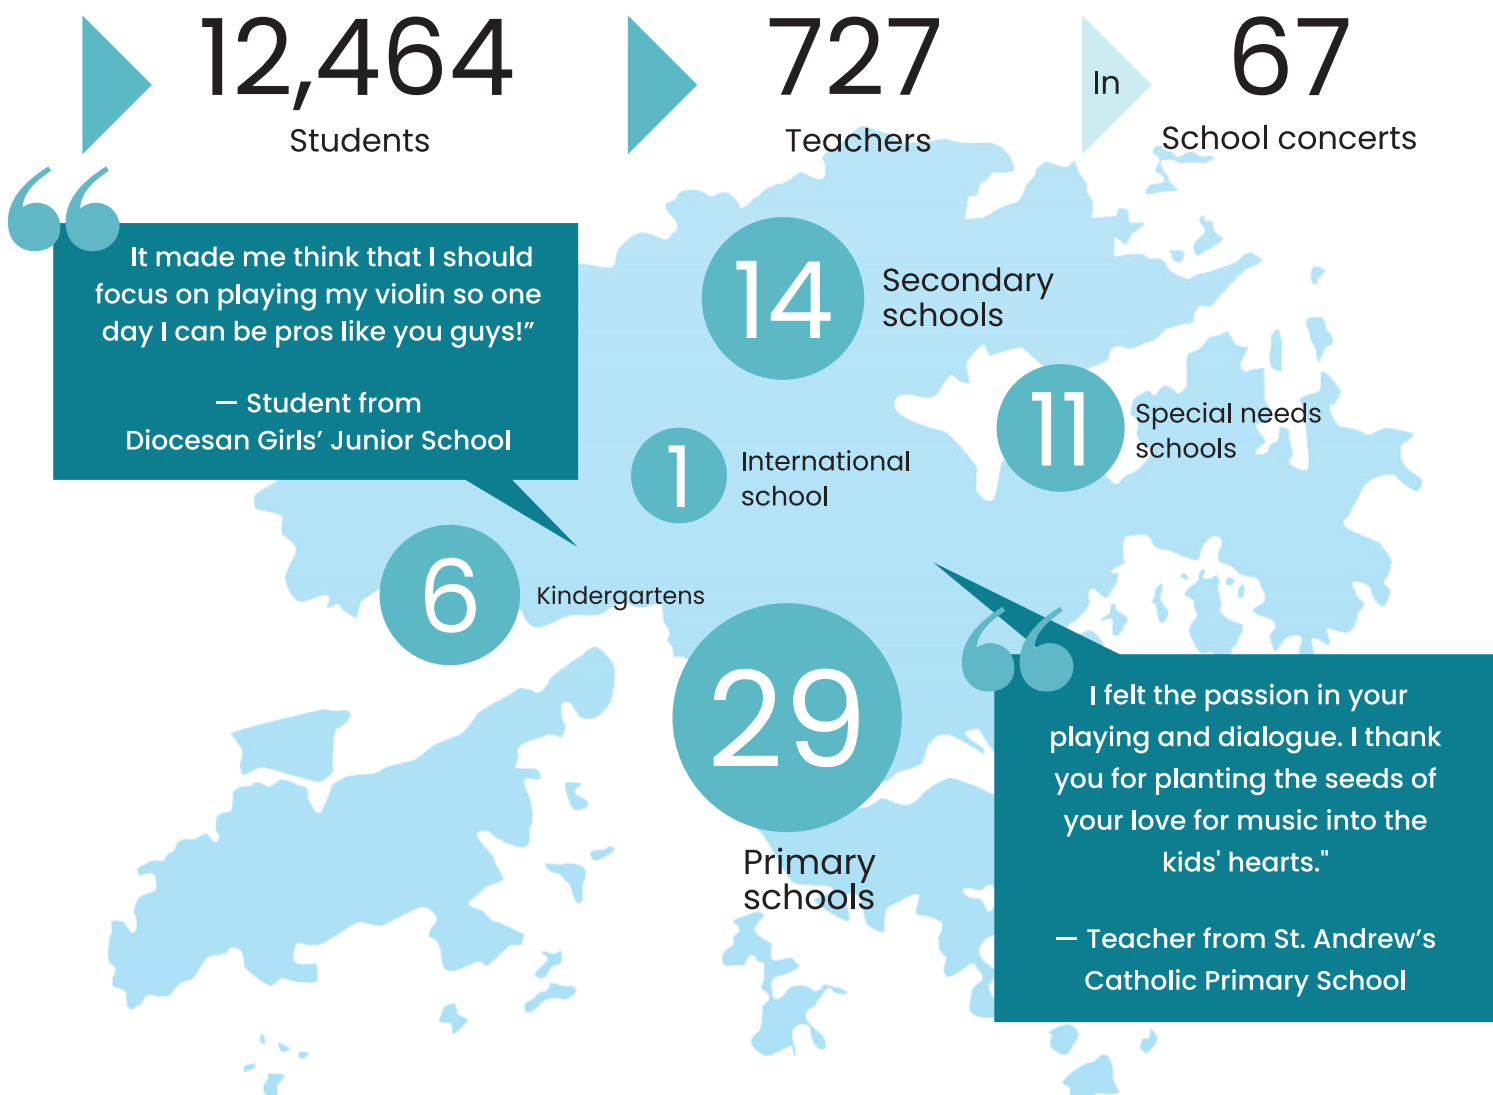 12,464
Students
727
Teachers
In
67
School concerts
“
It made me think that I should
focus on playing my violin so one
day I can be pros like you guys!”
— Student from
Diocesan Girls’ Junior School
14
Secondary
schools
11
Special needs
schools
1
International
school
6
Kindergartens
29
Primary
schools
“
I felt the passion in your
playing and dialogue. I thank
you for planting the seeds of
your love for music into the
kids' hearts."
— Teacher from St. Andrew’s
Catholic Primary School